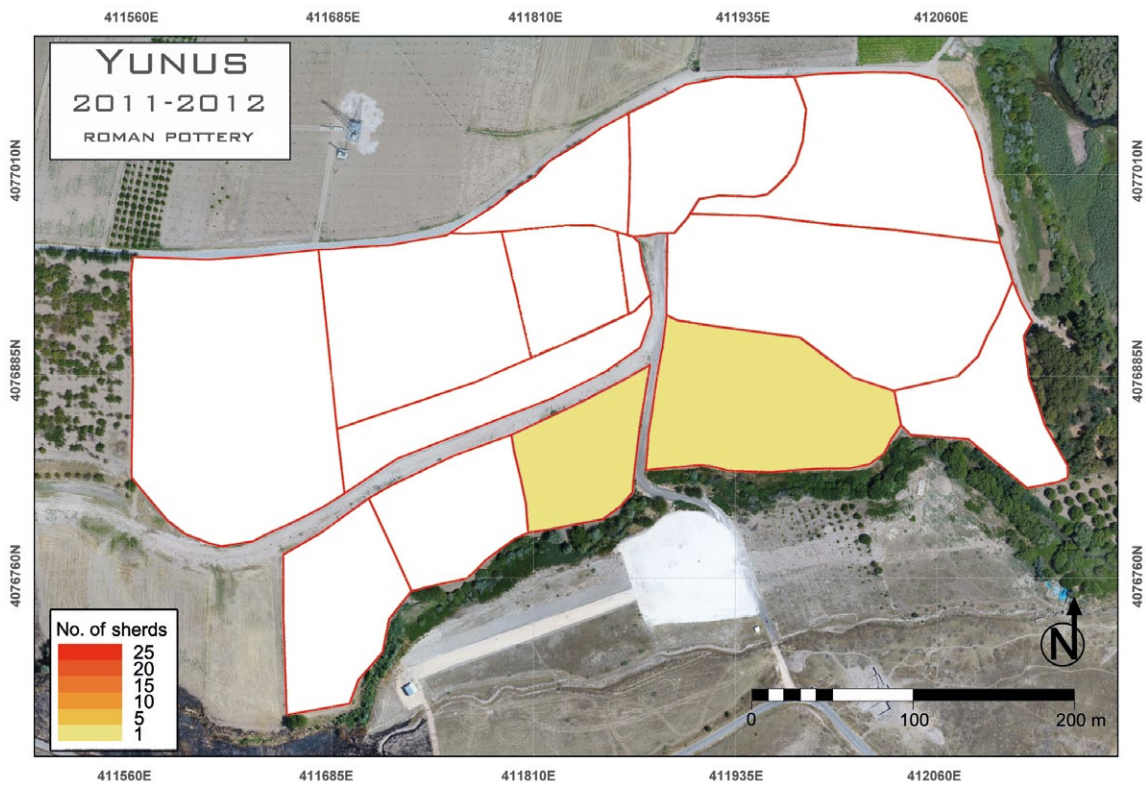 411560E 411685E 411810E 411935E 412060E
YUNUS
2011-2012
ROMAN POTTERY
4077010N 4077010N
4076885N 4076885N
4076760N 4076760N
No. of sherds
25
20
15
10
5
1
N
0 100 200 m
411560E 411685E 411810E 411935E 412060E